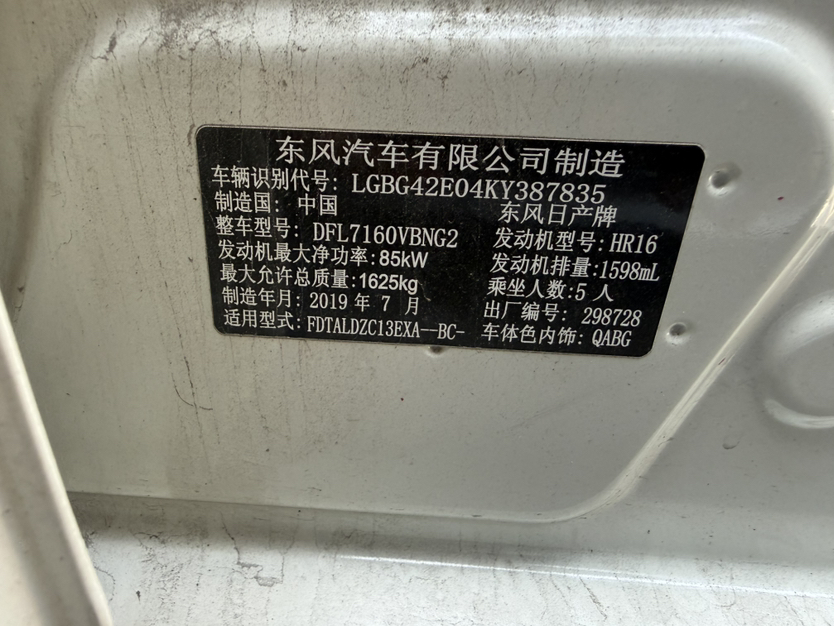 东风汽车有限公司制造
车辆识别代号: LGBG42E04KY387835
制造国: 中国 东风日产牌
整车型号: DFL7160VBNG2 发动机型号: HR16
发动机最大净功率: 85kW 发动机排量: 1598mL
最大允许总质量: 1625kg 乘坐人数: 5 人
制造年月: 2019 年 7 月 出厂编号: 298728
适用型式: FDTALDZC13EXA--BC- 车体色内饰: QABG